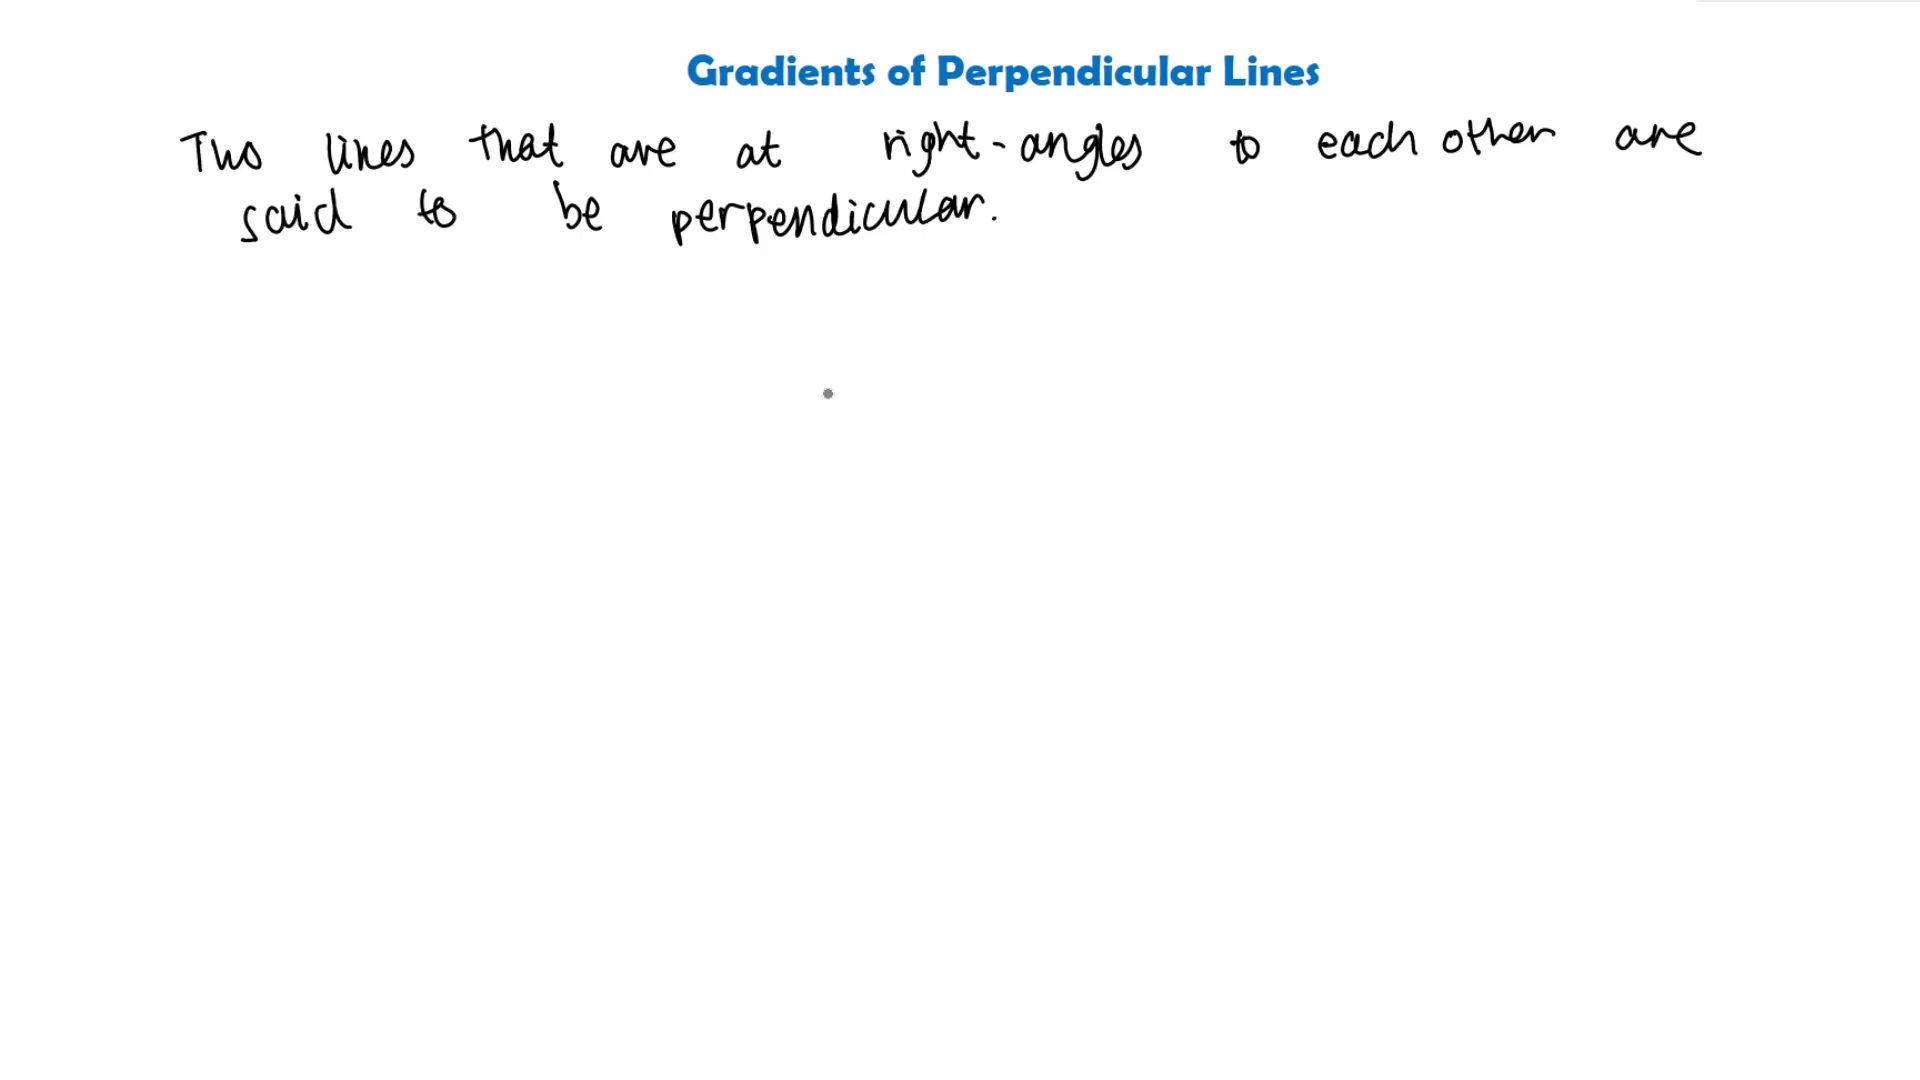 Gradients of Perpendicular Lines
Two lines that are at right-angles to each other are
said to be perpendicular.